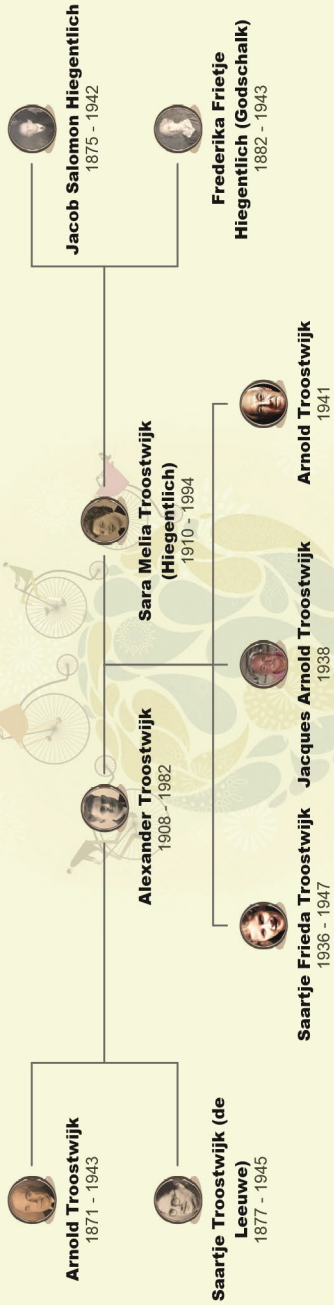 Arnold Troostwijk
1871 - 1943
Saartje Troostwijk (de
Leeuwe)
1877 - 1945
Alexander Troostwijk
1908 - 1982
Sara Melia Troostwijk
(Hiegentlich)
1910 - 1994
Jacob Salomon Hiegentlich
1875 - 1942
Frederika Frietje
Hiegentlich (Godschalk)
1882 - 1943
Saartje Frieda Troostwijk
1936 - 1947
Jacques Arnold Troostwijk
1938
Arnold Troostwijk
1941